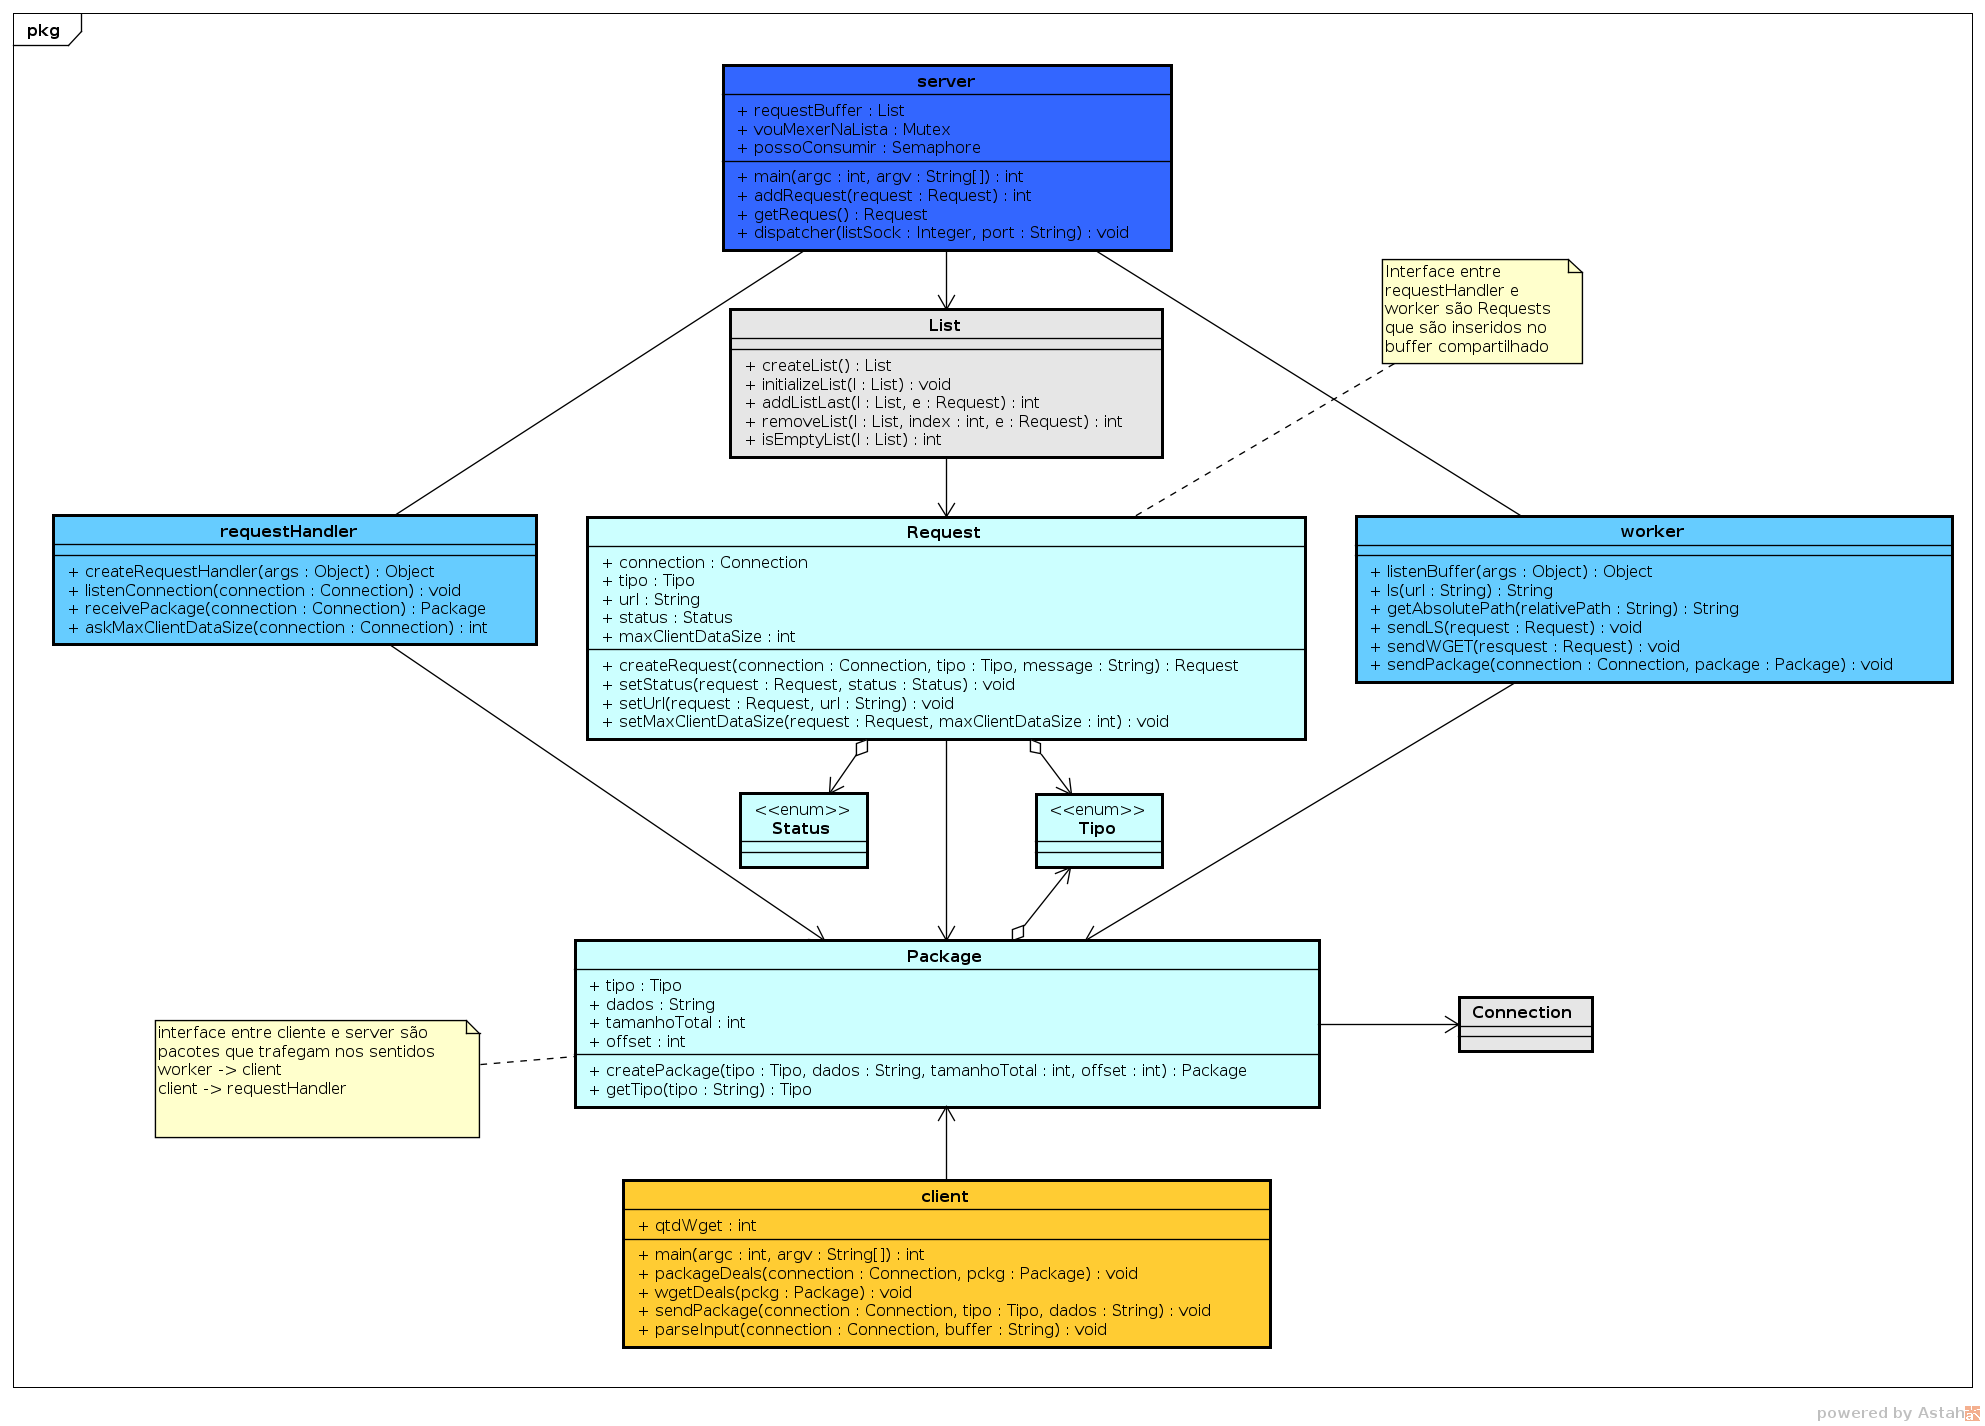 pkg
server
+ requestBuffer : List
+ vouMexerNaLista : Mutex
+ possoConsumir : Semaphore
+ main(argc : int, argv : String[]) : int
+ addRequest(request : Request) : int
+ getReques() : Request
+ dispatcher(listSock : Integer, port : String) : void
Interface entre
requestHandler e
worker são Requests
que são inseridos no
buffer compartilhado
List
+ createList() : List
+ initializeList(l : List) : void
+ addListLast(l : List, e : Request) : int
+ removeList(l : List, index : int, e : Request) : int
+ isEmptyList(l : List) : int
requestHandler
+ createRequestHandler(args : Object) : Object
+ listenConnection(connection : Connection) : void
+ receivePackage(connection : Connection) : Package
+ askMaxClientDataSize(connection : Connection) : int
Request
+ connection : Connection
+ tipo : Tipo
+ url : String
+ status : Status
+ maxClientDataSize : int
+ createRequest(connection : Connection, tipo : Tipo, message : String) : Request
+ setStatus(request : Request, status : Status) : void
+ setUrl(request : Request, url : String) : void
+ setMaxClientDataSize(request : Request, maxClientDataSize : int) : void
worker
+ listenBuffer(args : Object) : Object
+ ls(url : String) : String
+ getAbsolutePath(relativePath : String) : String
+ sendLS(request : Request) : void
+ sendWGET(resquest : Request) : void
+ sendPackage(connection : Connection, package : Package) : void
<<enum>>
Status
<<enum>>
Tipo
Package
+ tipo : Tipo
+ dados : String
+ tamanhoTotal : int
+ offset : int
+ createPackage(tipo : Tipo, dados : String, tamanhoTotal : int, offset : int) : Package
+ getTipo(tipo : String) : Tipo
Connection
interface entre cliente e server são
pacotes que trafegam nos sentidos
worker -> client
client -> requestHandler
client
+ qtdWget : int
+ main(argc : int, argv : String[]) : int
+ packageDeals(connection : Connection, pckg : Package) : void
+ wgetDeals(pckg : Package) : void
+ sendPackage(connection : Connection, tipo : Tipo, dados : String) : void
+ parseInput(connection : Connection, buffer : String) : void
powered by Astah